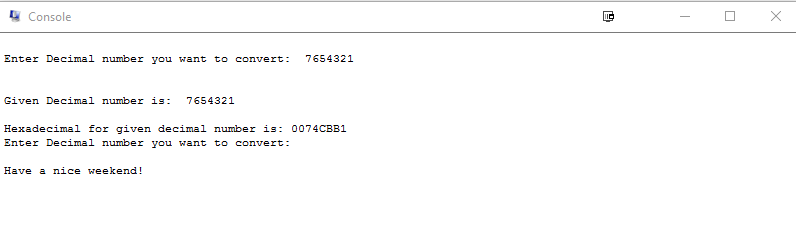 Console
Enter Decimal number you want to convert:  7654321
Given Decimal number is:  7654321
Hexadecimal for given decimal number is: 0074CBB1
Enter Decimal number you want to convert:
Have a nice weekend!